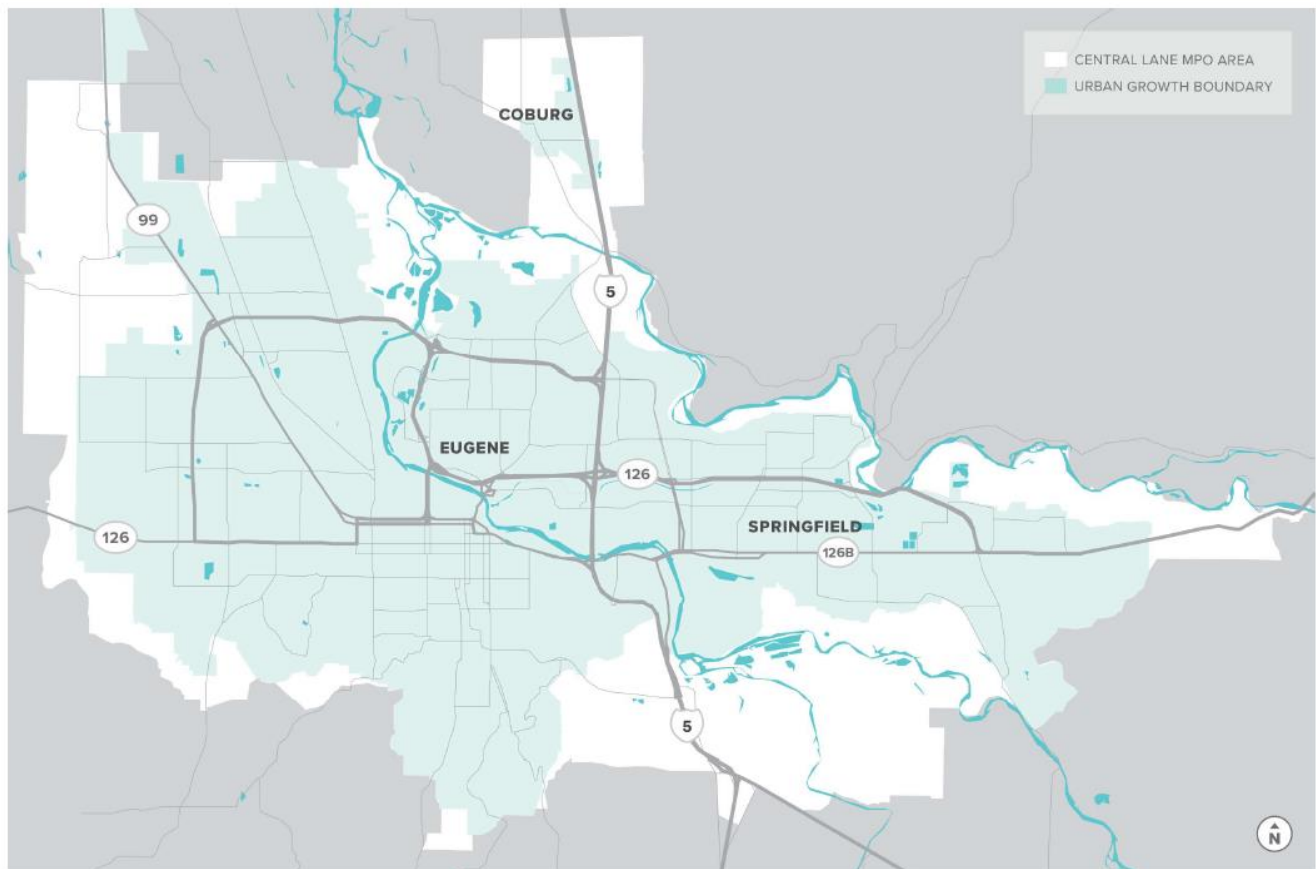 CENTRAL LANE MPO AREA
URBAN GROWTH BOUNDARY
COBURG
99
5
EUGENE
126
SPRINGFIELD
126
126B
5
N